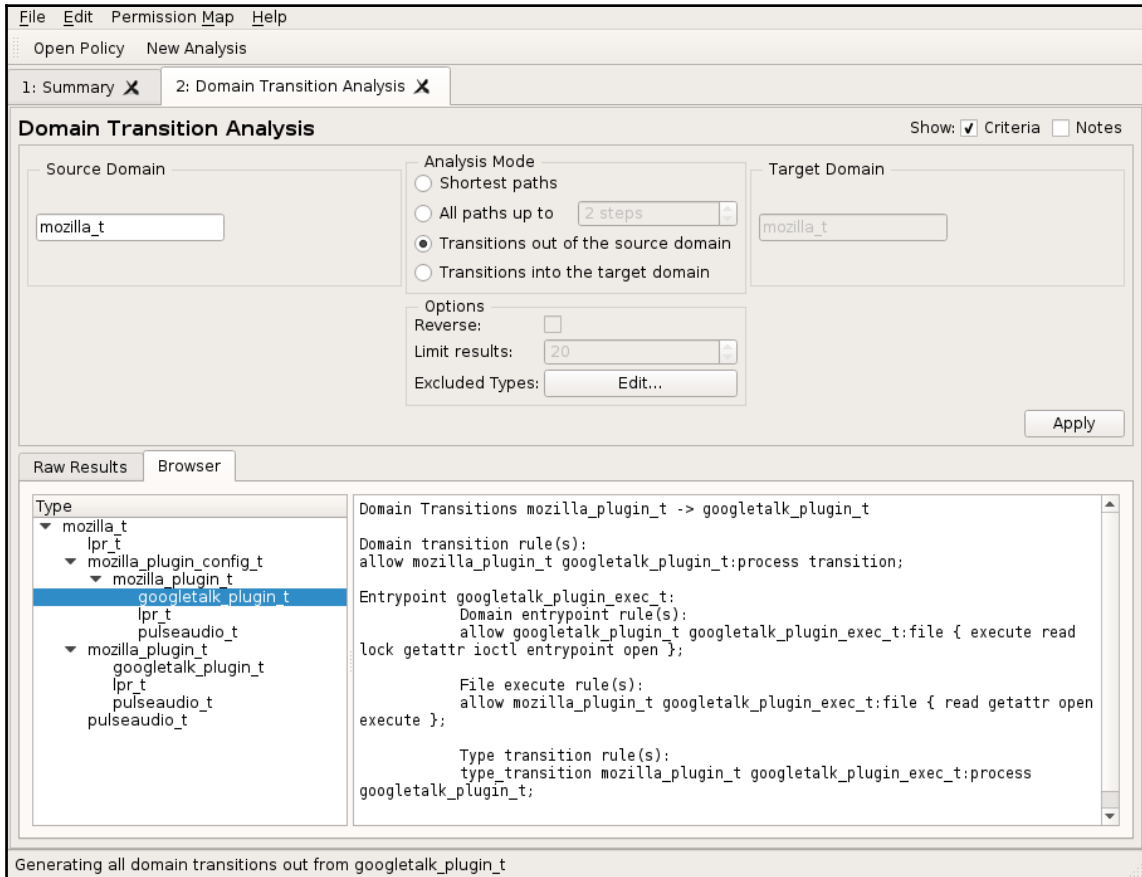 File Edit Permission Map Help
Open Policy New Analysis
1: Summary 2: Domain Transition Analysis
Domain Transition Analysis
Show: Criteria Notes
Source Domain
mozilla_t
Analysis Mode
Shortest paths
All paths up to 2 steps
Transitions out of the source domain
Transitions into the target domain
Target Domain
mozilla_t
Options
Reverse:
Limit results: 20
Excluded Types: Edit...
Apply
Raw Results Browser
Type
mozilla_t
lpr_t
mozilla_plugin_config_t
mozilla_plugin_t
googletalk_plugin_t
lpr_t
pulseaudio_t
mozilla_plugin_t
googletalk_plugin_t
lpr_t
pulseaudio_t
pulseaudio_t
Domain Transitions mozilla_plugin_t -> googletalk_plugin_t
Domain transition rule(s):
allow mozilla_plugin_t googletalk_plugin_t:process transition;
Entrypoint googletalk_plugin_exec_t:
Domain entrypoint rule(s):
allow googletalk_plugin_t googletalk_plugin_exec_t:file { execute read
lock getattr ioctl entrypoint open };
File execute rule(s):
allow mozilla_plugin_t googletalk_plugin_exec_t:file { read getattr open
execute };
Type transition rule(s):
type_transition mozilla_plugin_t googletalk_plugin_exec_t:process
googletalk_plugin_t;
Generating all domain transitions out from googletalk_plugin_t